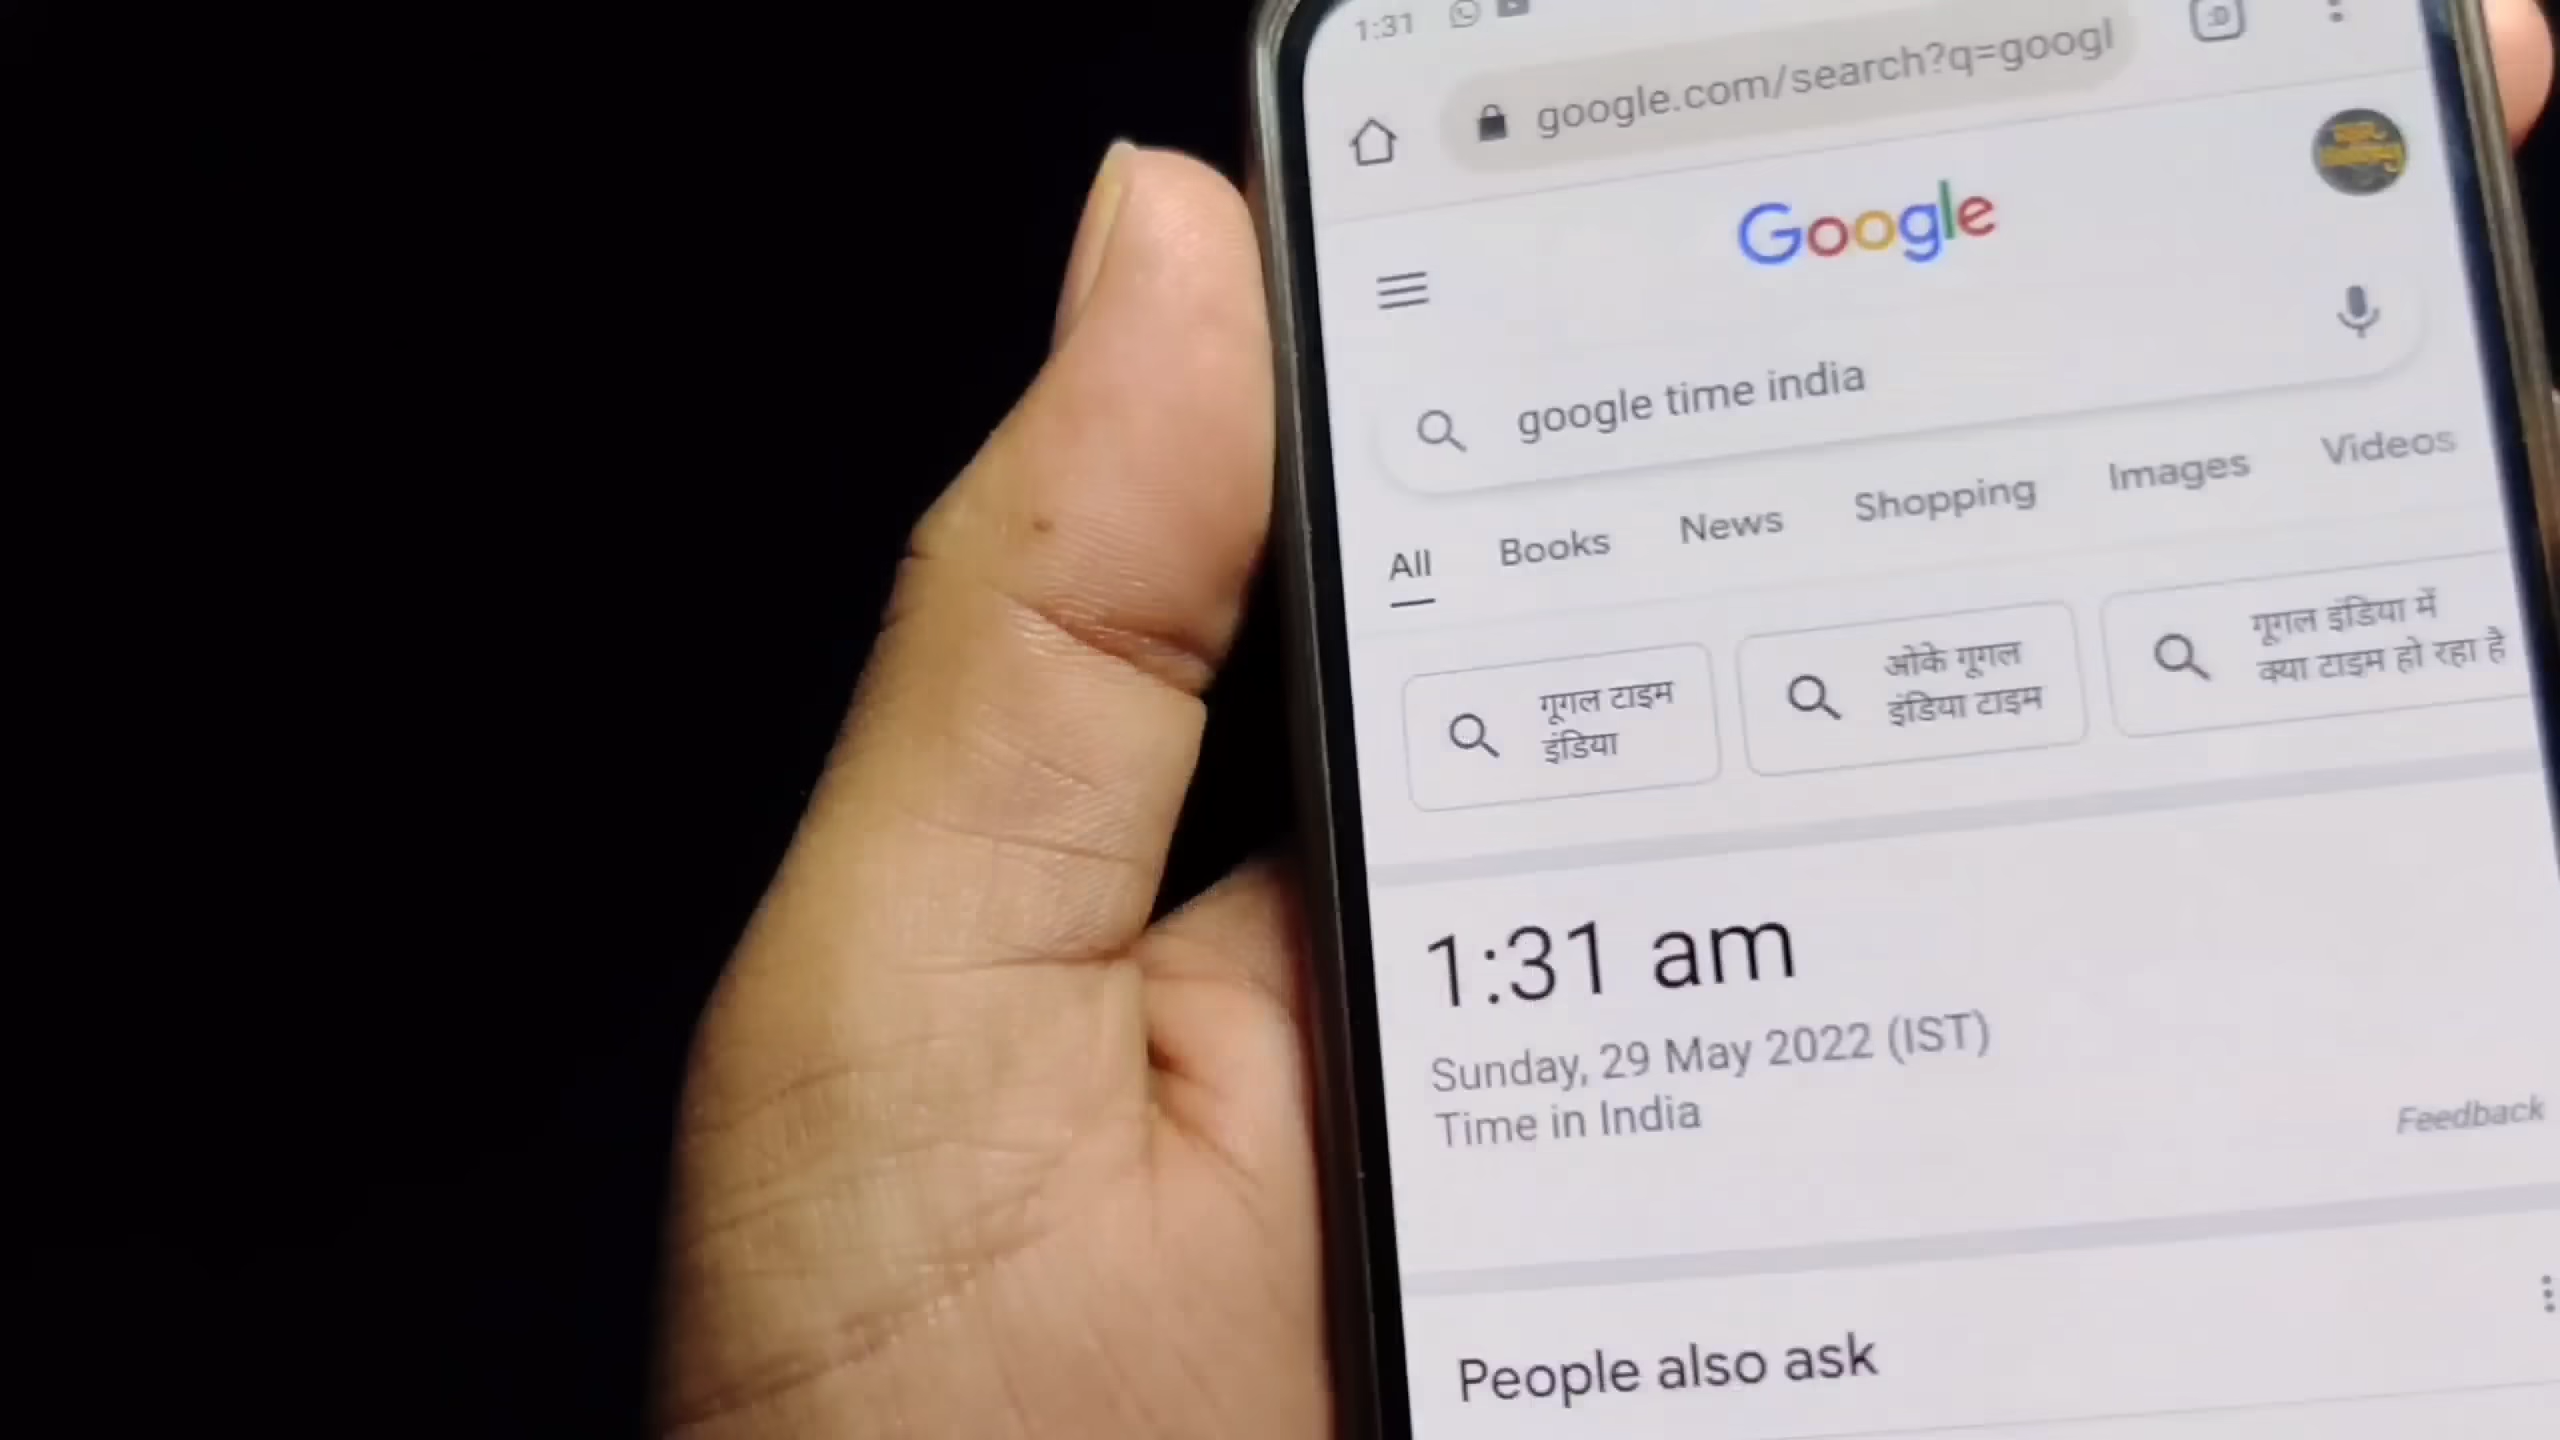 1:31
google.com/search?q=googl
:D
Google
google time india
All Books News Shopping Images Videos
गूगल टाइम
इंडिया
ओके गूगल
इंडिया टाइम
गूगल इंडिया में
क्या टाइम हो रहा है
1:31 am
Sunday, 29 May 2022 (IST)
Time in India
Feedback
People also ask